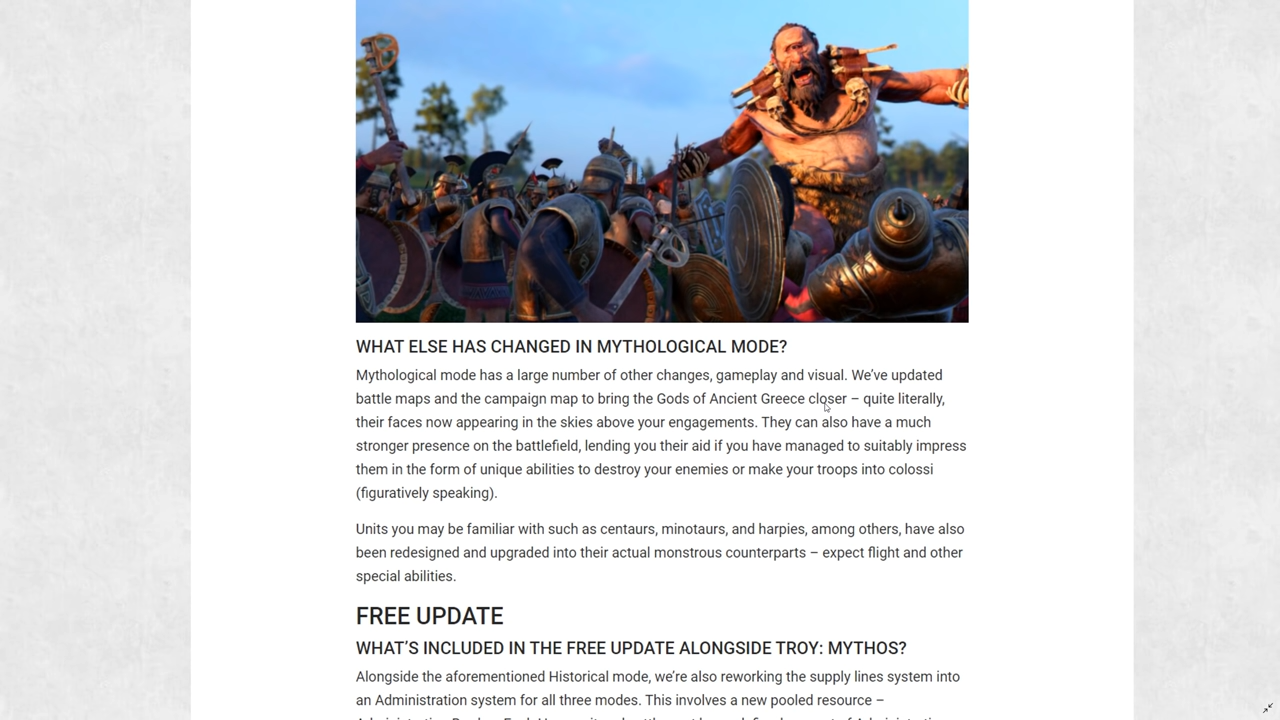 WHAT ELSE HAS CHANGED IN MYTHOLOGICAL MODE?
Mythological mode has a large number of other changes, gameplay and visual. We’ve updated
battle maps and the campaign map to bring the Gods of Ancient Greece closer – quite literally,
their faces now appearing in the skies above your engagements. They can also have a much
stronger presence on the battlefield, lending you their aid if you have managed to suitably impress
them in the form of unique abilities to destroy your enemies or make your troops into colossi
(figuratively speaking).
Units you may be familiar with such as centaurs, minotaurs, and harpies, among others, have also
been redesigned and upgraded into their actual monstrous counterparts – expect flight and other
special abilities.
FREE UPDATE
WHAT’S INCLUDED IN THE FREE UPDATE ALONGSIDE TROY: MYTHOS?
Alongside the aforementioned Historical mode, we’re also reworking the supply lines system into
an Administration system for all three modes. This involves a new pooled resource –